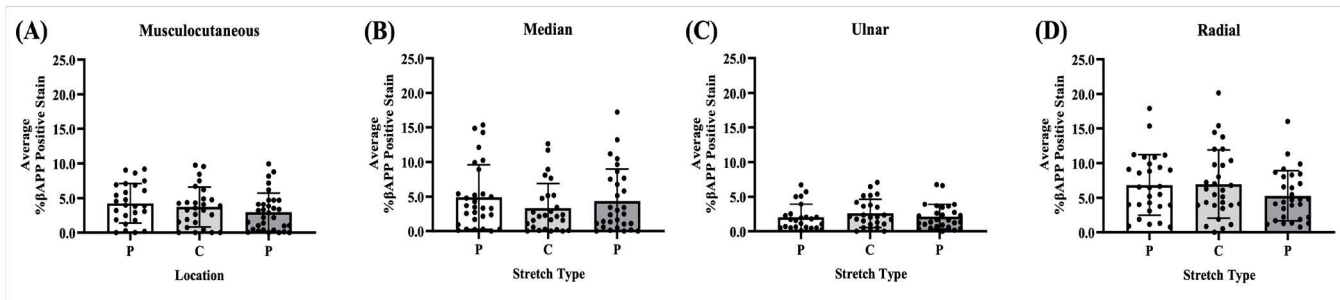 (A)
Musculocutaneous
Average
%βAPP Positive Stain
25.0
20.0
15.0
10.0
5.0
0.0
P C P
Location
(B)
Median
Average
%βAPP Positive Stain
25.0
20.0
15.0
10.0
5.0
0.0
P C P
Stretch Type
(C)
Ulnar
Average
%βAPP Positive Stain
25.0
20.0
15.0
10.0
5.0
0.0
P C P
Stretch Type
(D)
Radial
Average
%βAPP Positive Stain
25.0
20.0
15.0
10.0
5.0
0.0
P C P
Stretch Type